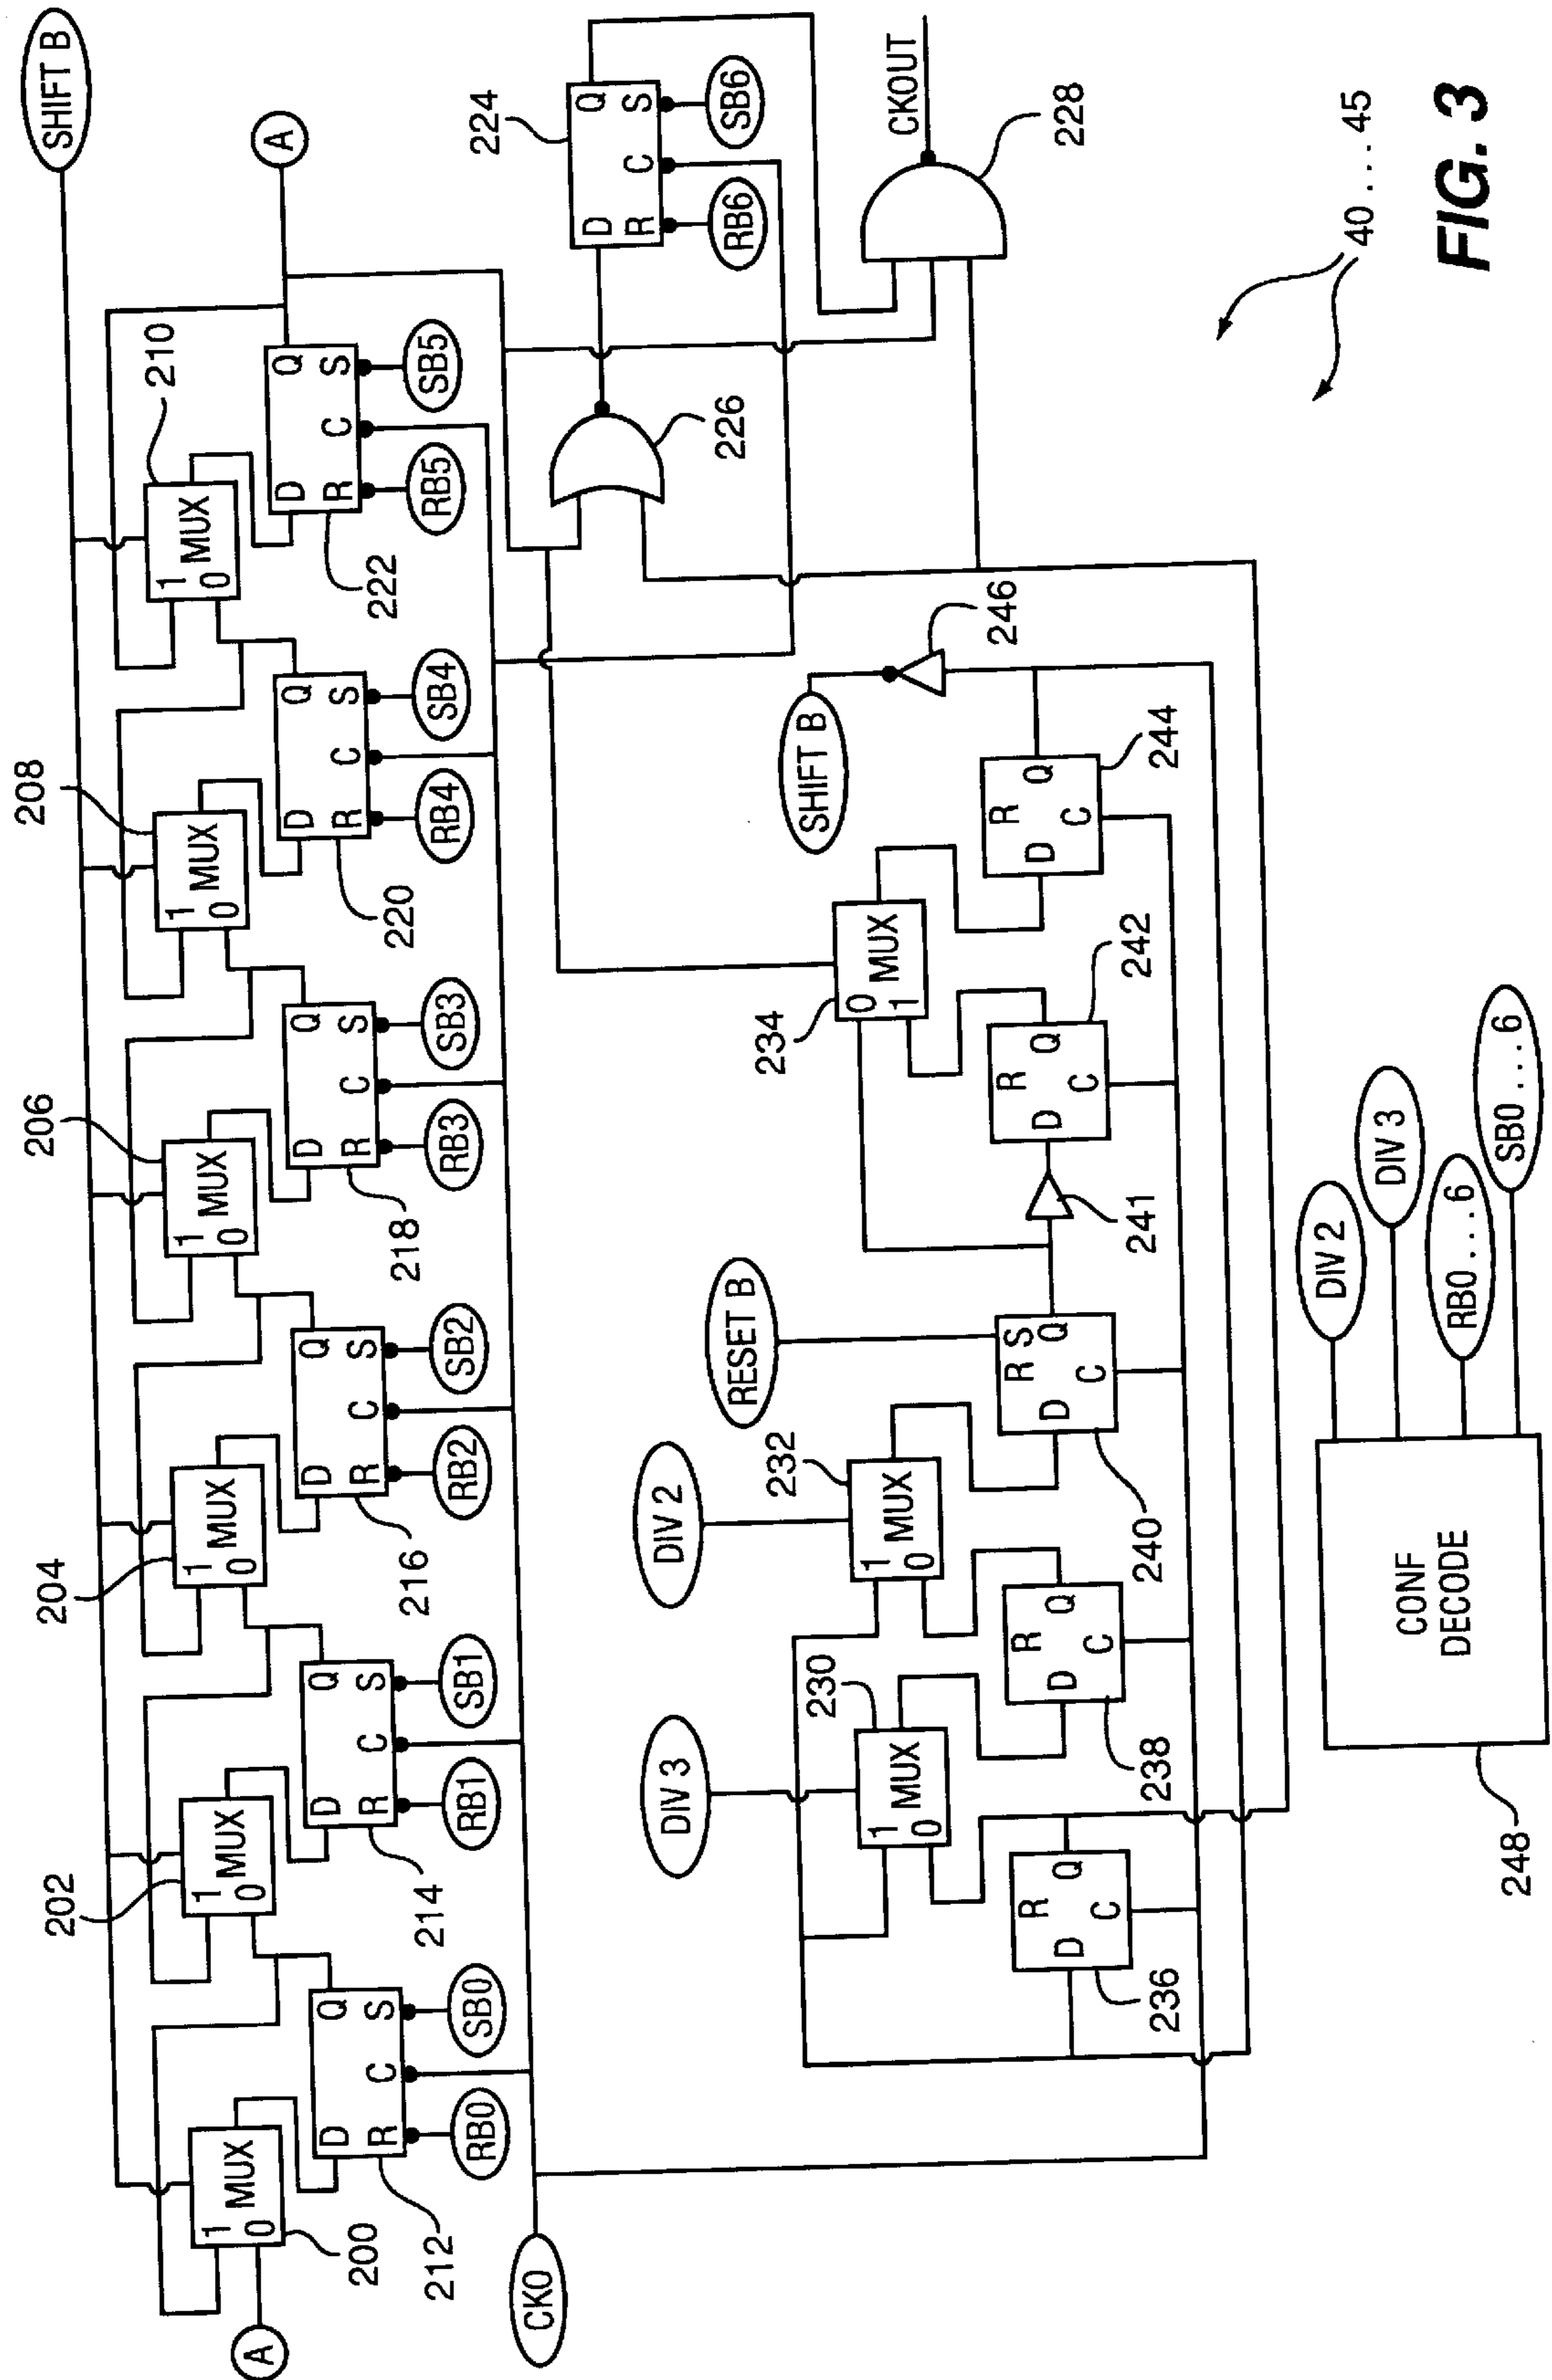 SHIFT B
200
1
0
MUX
202
1
0
MUX
204
1
0
MUX
206
1
0
MUX
208
1
0
MUX
210
1
0
MUX
A
A
212
D Q
R C S
RB0
SB0
214
D Q
R C S
RB1
SB1
216
D Q
R C S
RB2
SB2
218
D Q
R C S
RB3
SB3
220
D Q
R C S
RB4
SB4
222
D Q
R C S
RB5
SB5
CK0
226
224
D Q
R C S
RB6
SB6
CKOUT
228
DIV 3
230
1
0
MUX
DIV 2
232
1
0
MUX
RESET B
234
0
1
MUX
SHIFT B
246
236
R
D Q
C
238
R
D Q
C
240
R S
D Q
C
241
242
R
D Q
C
244
R
D Q
C
248
CONF
DECODE
DIV 2
DIV 3
RB0 . . . . 6
SB0 . . . 6
40 . . . 45
FIG. 3